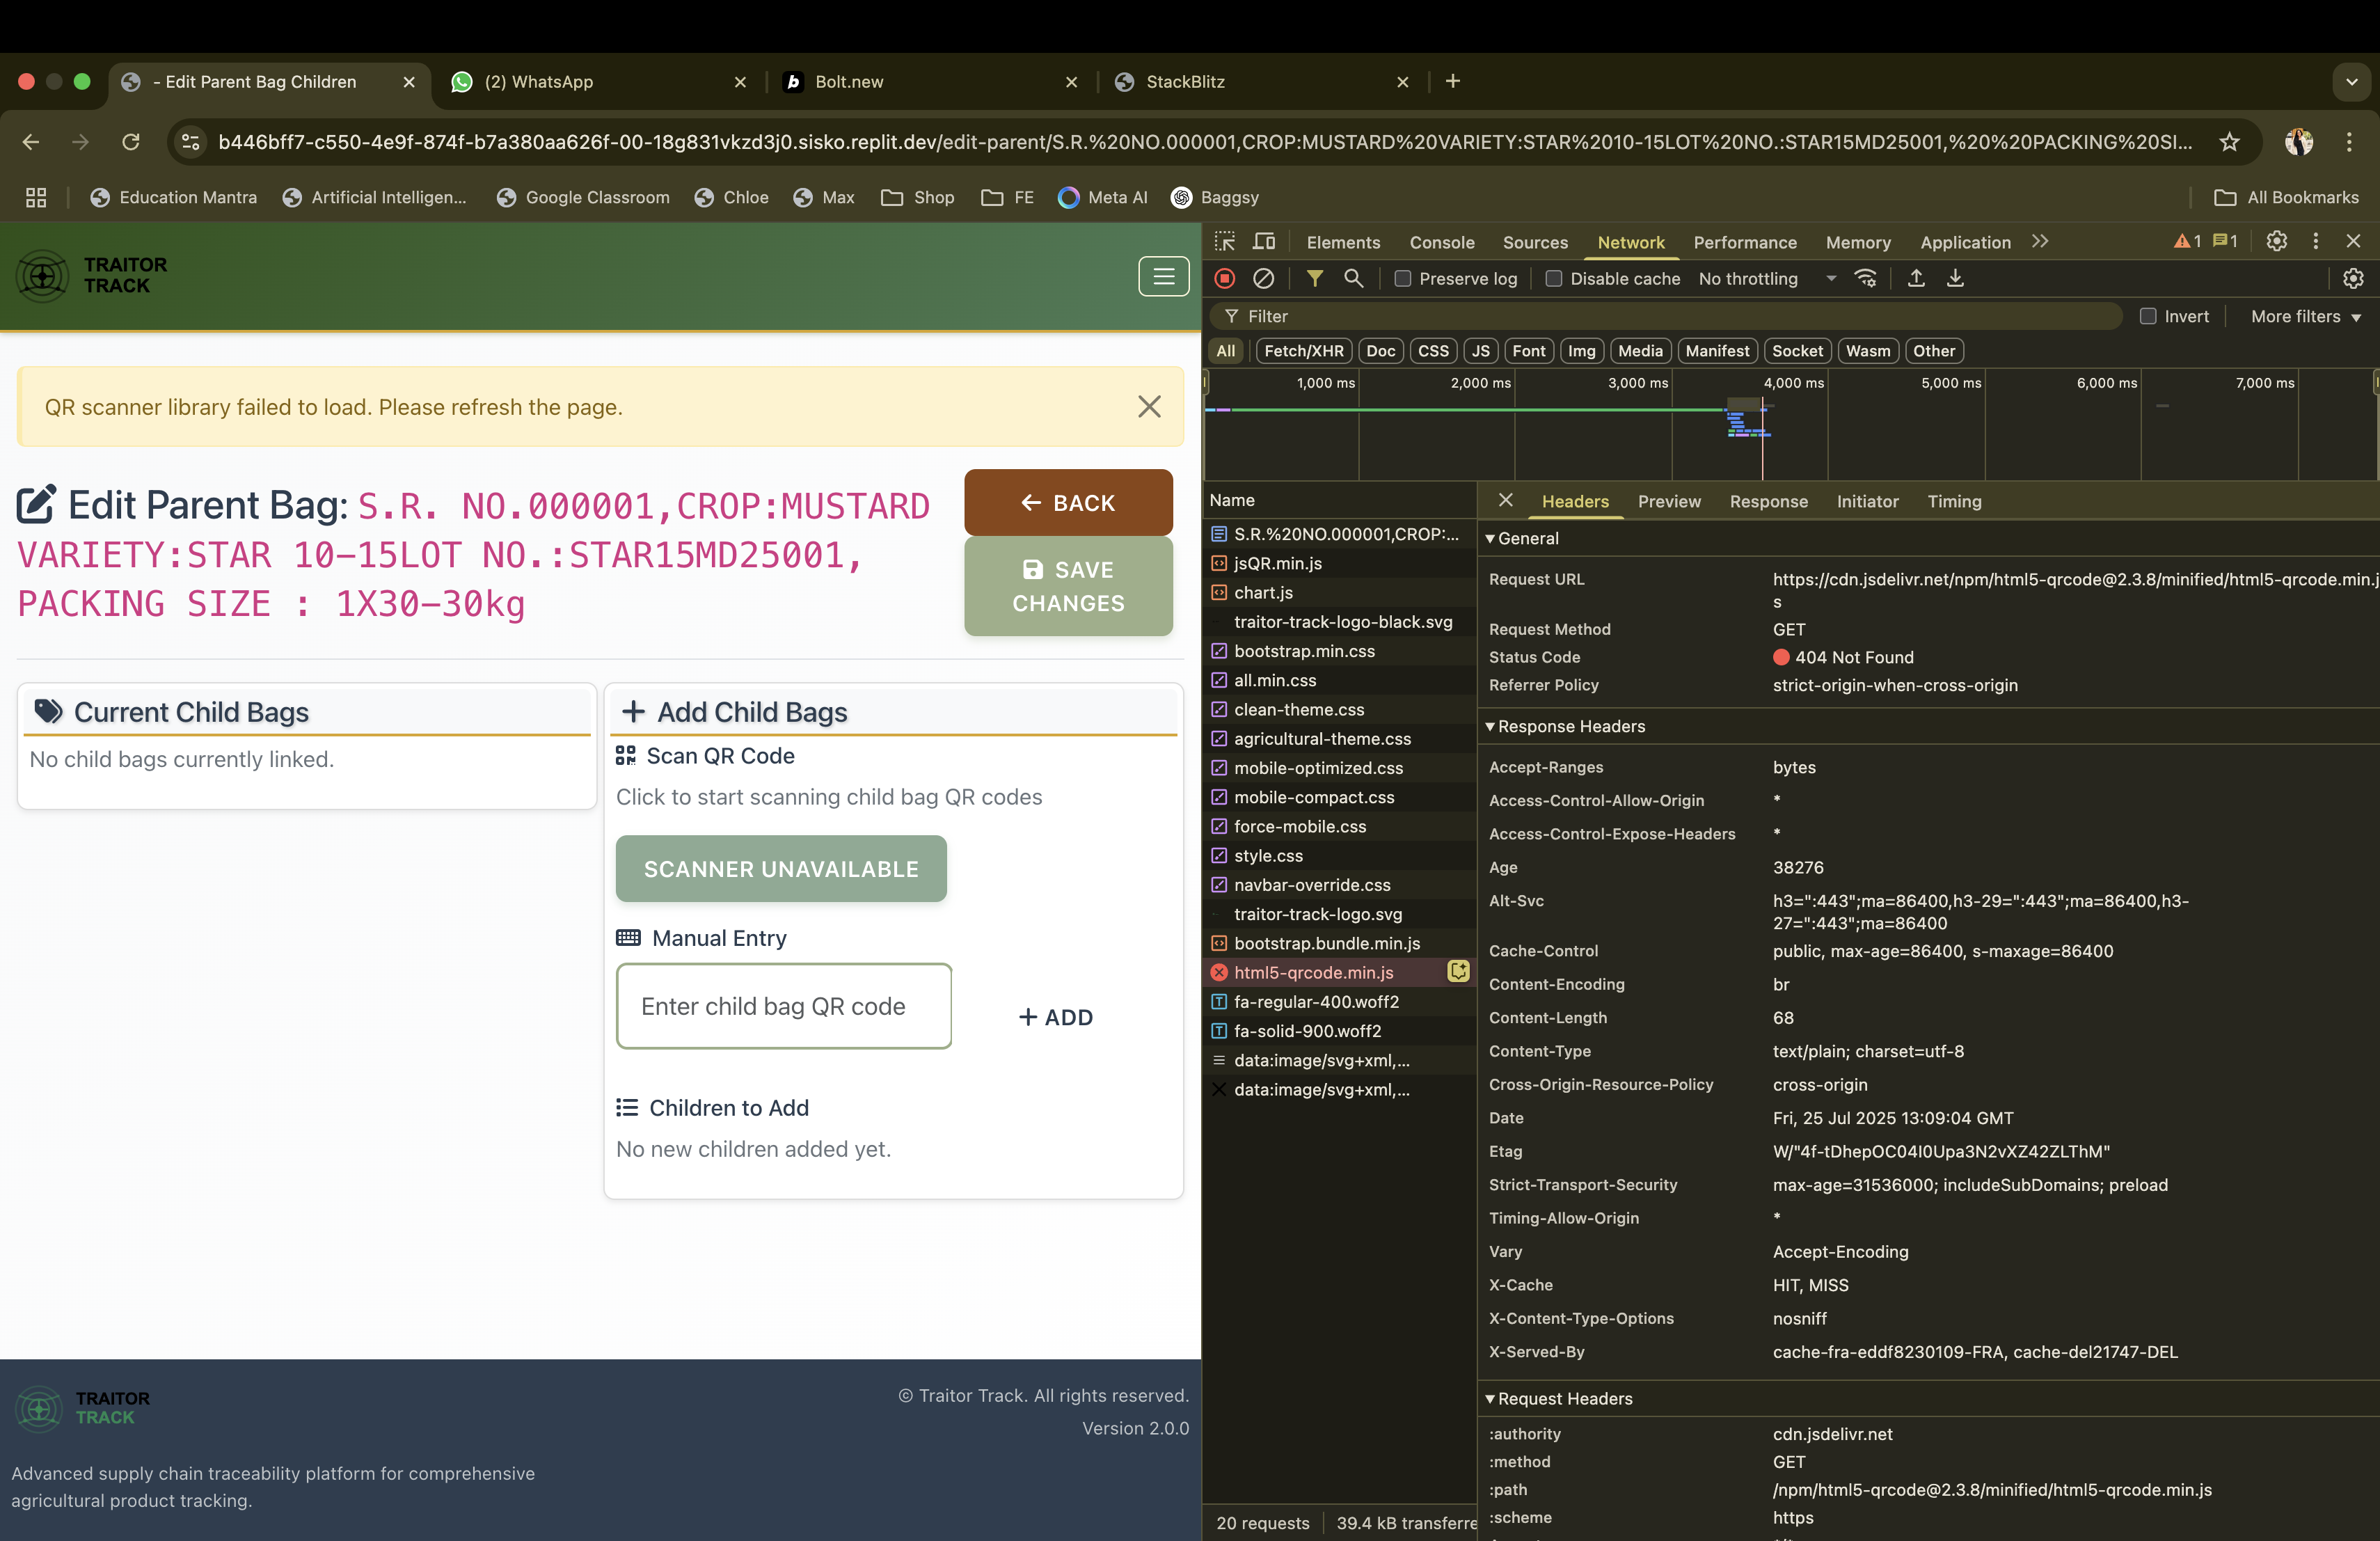 - Edit Parent Bag Children
(2) WhatsApp
Bolt.new
StackBlitz
b446bff7-c550-4e9f-874f-b7a380aa626f-00-18g831vkzd3j0.sisko.replit.dev/edit-parent/S.R.%20NO.000001,CROP:MUSTARD%20VARIETY:STAR%2010-15LOT%20NO.:STAR15MD25001,%20%20PACKING%20SI...
Education Mantra
Artificial Intelligen...
Google Classroom
Chloe
Max
Shop
FE
Meta AI
Baggsy
All Bookmarks
TRAITOR
TRACK
QR scanner library failed to load. Please refresh the page.
Edit Parent Bag: S.R. NO.000001,CROP:MUSTARD
VARIETY:STAR 10-15LOT NO.:STAR15MD25001,
PACKING SIZE : 1X30-30kg
BACK
SAVE
CHANGES
Current Child Bags
No child bags currently linked.
Add Child Bags
Scan QR Code
Click to start scanning child bag QR codes
SCANNER UNAVAILABLE
Manual Entry
Enter child bag QR code
+ ADD
Children to Add
No new children added yet.
TRAITOR
TRACK
© Traitor Track. All rights reserved.
Version 2.0.0
Advanced supply chain traceability platform for comprehensive
agricultural product tracking.
Elements
Console
Sources
Network
Performance
Memory
Application
1
1
Preserve log
Disable cache
No throttling
Filter
Invert
More filters
All
Fetch/XHR
Doc
CSS
JS
Font
Img
Media
Manifest
Socket
Wasm
Other
1,000 ms
2,000 ms
3,000 ms
4,000 ms
5,000 ms
6,000 ms
7,000 ms
Name
S.R.%20NO.000001,CROP:...
jsQR.min.js
chart.js
traitor-track-logo-black.svg
bootstrap.min.css
all.min.css
clean-theme.css
agricultural-theme.css
mobile-optimized.css
mobile-compact.css
force-mobile.css
style.css
navbar-override.css
traitor-track-logo.svg
bootstrap.bundle.min.js
html5-qrcode.min.js
fa-regular-400.woff2
fa-solid-900.woff2
data:image/svg+xml,...
data:image/svg+xml,...
20 requests
39.4 kB transferre
Headers
Preview
Response
Initiator
Timing
General
Request URL
https://cdn.jsdelivr.net/npm/html5-qrcode@2.3.8/minified/html5-qrcode.min.j
s
Request Method
GET
Status Code
404 Not Found
Referrer Policy
strict-origin-when-cross-origin
Response Headers
Accept-Ranges
bytes
Access-Control-Allow-Origin
*
Access-Control-Expose-Headers
*
Age
38276
Alt-Svc
h3=":443";ma=86400,h3-29=":443";ma=86400,h3-
27=":443";ma=86400
Cache-Control
public, max-age=86400, s-maxage=86400
Content-Encoding
br
Content-Length
68
Content-Type
text/plain; charset=utf-8
Cross-Origin-Resource-Policy
cross-origin
Date
Fri, 25 Jul 2025 13:09:04 GMT
Etag
W/"4f-tDhepOC04I0Upa3N2vXZ42ZLThM"
Strict-Transport-Security
max-age=31536000; includeSubDomains; preload
Timing-Allow-Origin
*
Vary
Accept-Encoding
X-Cache
HIT, MISS
X-Content-Type-Options
nosniff
X-Served-By
cache-fra-eddf8230109-FRA, cache-del21747-DEL
Request Headers
:authority
cdn.jsdelivr.net
:method
GET
:path
/npm/html5-qrcode@2.3.8/minified/html5-qrcode.min.js
:scheme
https